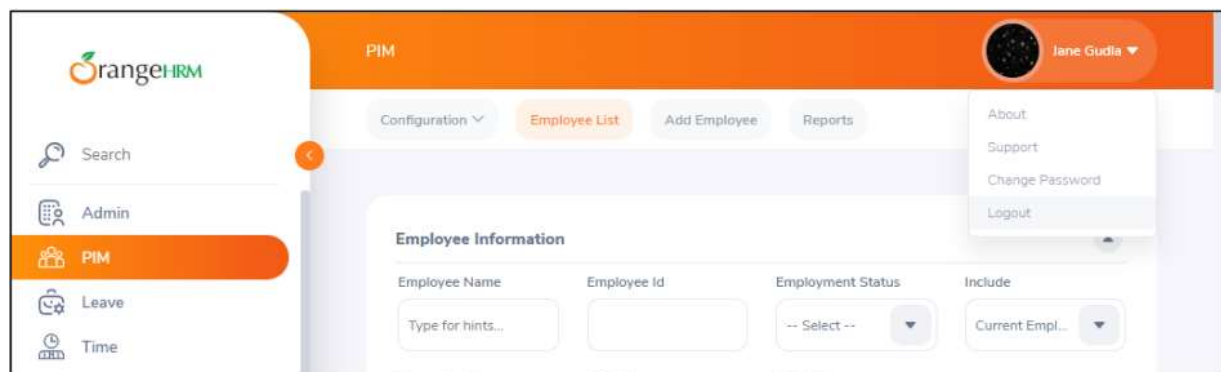 OrangeHRM
Search
Admin
PIM
Leave
Time
PIM
Jane Gudla
Configuration
Employee List
Add Employee
Reports
About
Support
Change Password
Logout
Employee Information
Employee Name
Employee Id
Employment Status
Include
Type for hints...
-- Select --
Current Empl...